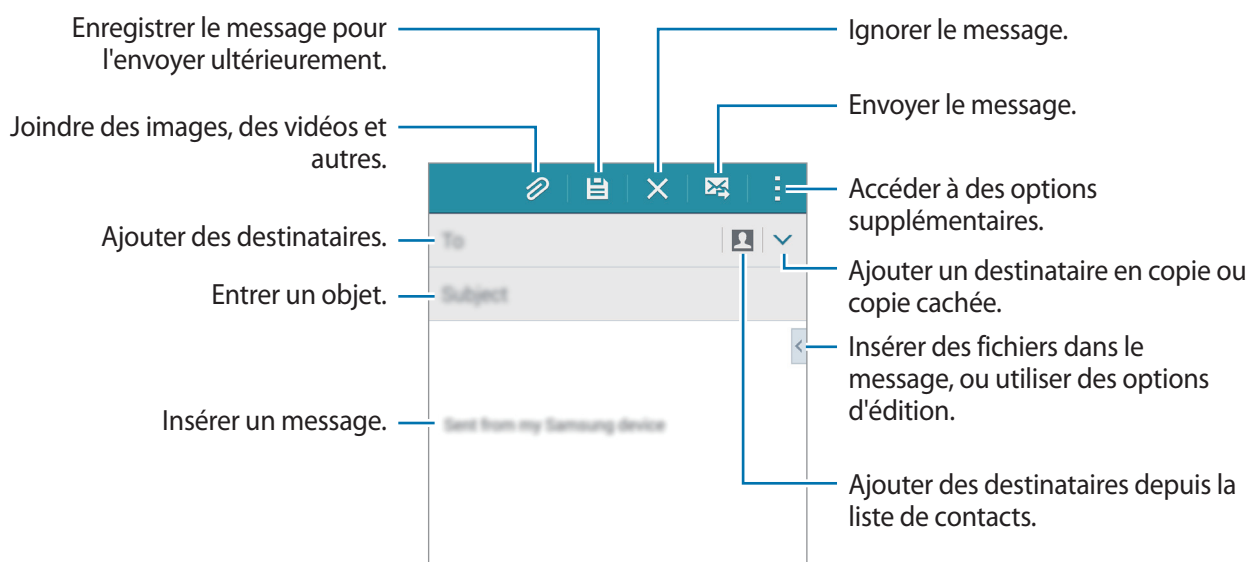 Enregistrer le message pour
l'envoyer ultérieurement.
Joindre des images, des vidéos et
autres.
Ajouter des destinataires.
Entrer un objet.
Insérer un message.
Ignorer le message.
Envoyer le message.
Accéder à des options
supplémentaires.
Ajouter un destinataire en copie ou
copie cachée.
Insérer des fichiers dans le
message, ou utiliser des options
d'édition.
Ajouter des destinataires depuis la
liste de contacts.
To
Subject
Sent from my Samsung device